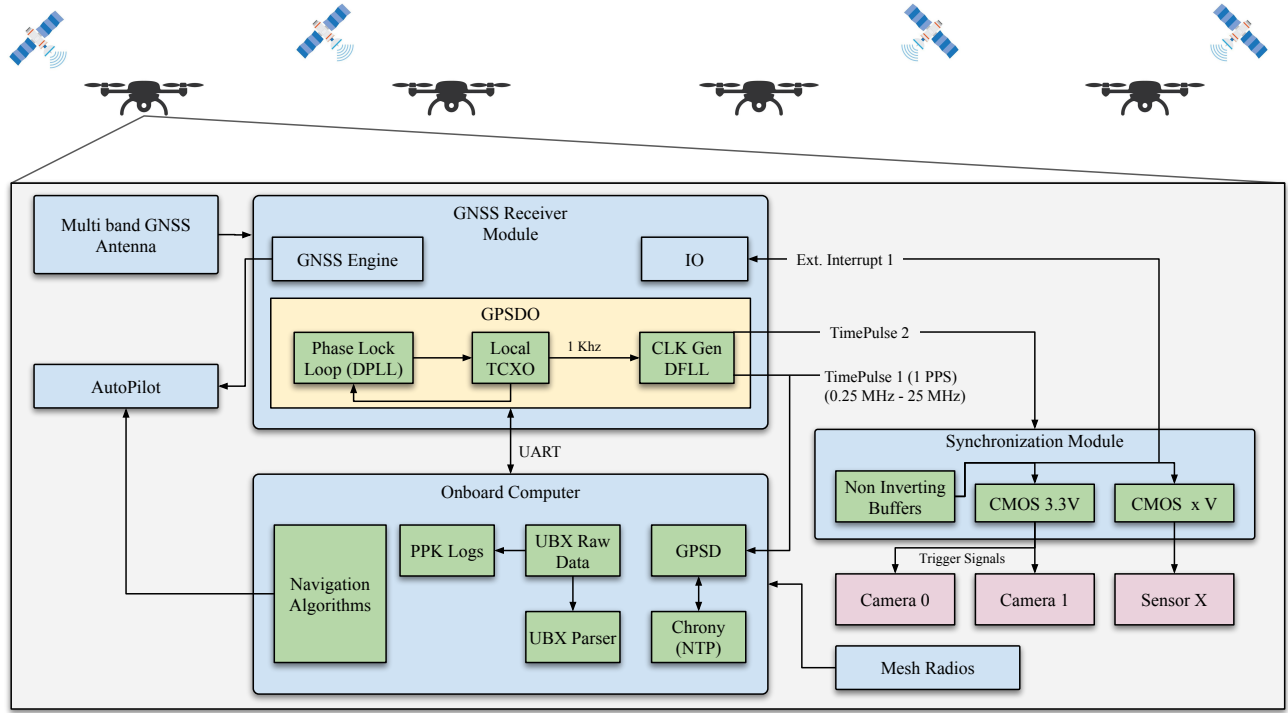 Multi band GNSS
Antenna
GNSS Receiver
Module
GNSS Engine
IO
Ext. Interrupt 1
GPSDO
Phase Lock
Loop (DPLL)
Local
TCXO
1 Khz
CLK Gen
DFLL
TimePulse 2
TimePulse 1 (1 PPS)
(0.25 MHz - 25 MHz)
AutoPilot
UART
Synchronization Module
Non Inverting
Buffers
CMOS 3.3V
CMOS x V
Trigger Signals
Camera 0
Camera 1
Sensor X
Onboard Computer
Navigation
Algorithms
PPK Logs
UBX Raw
Data
GPSD
UBX Parser
Chrony
(NTP)
Mesh Radios